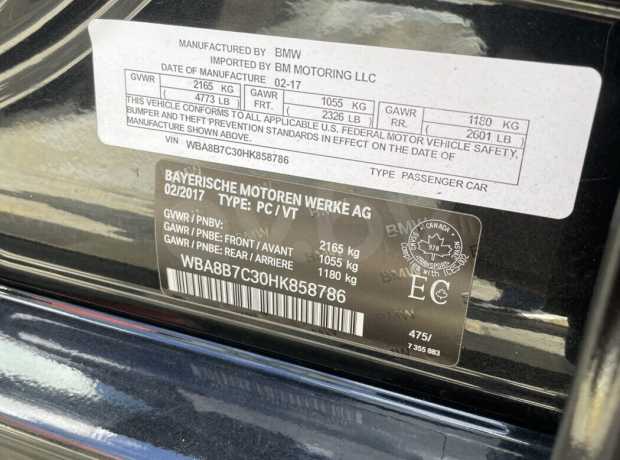 MANUFACTURED BY BMW
IMPORTED BY BM MOTORING LLC
DATE OF MANUFACTURE 02-17
GVWR 2165 KG GAWR FRT. 1055 KG GAWR RR. 1180 KG
( 4773 LB ( 2326 LB ( 2601 LB
THIS VEHICLE CONFORMS TO ALL APPLICABLE U.S. FEDERAL MOTOR VEHICLE SAFETY,
BUMPER AND THEFT PREVENTION STANDARDS IN EFFECT ON THE DATE OF
MANUFACTURE SHOWN ABOVE.
VIN WBA8B7C30HK858786 TYPE PASSENGER CAR
BAYERISCHE MOTOREN WERKE AG
02/2017 TYPE: PC/VT
GVWR/PNBV: 2165 kg
GAWR/PNBE: FRONT/AVANT 1055 kg
GAWR/PNBE: REAR/ARRIERE 1180 kg
WBA8B7C30HK858786
CANADA
978
EC
475/
7 355 883
BMW